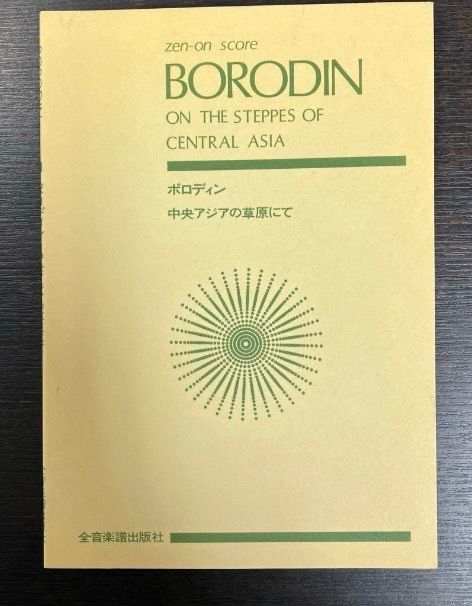 zen-on score
BORODIN
ON THE STEPPES OF
CENTRAL ASIA
ボロディン
中央アジアの草原にて
全音楽譜出版社